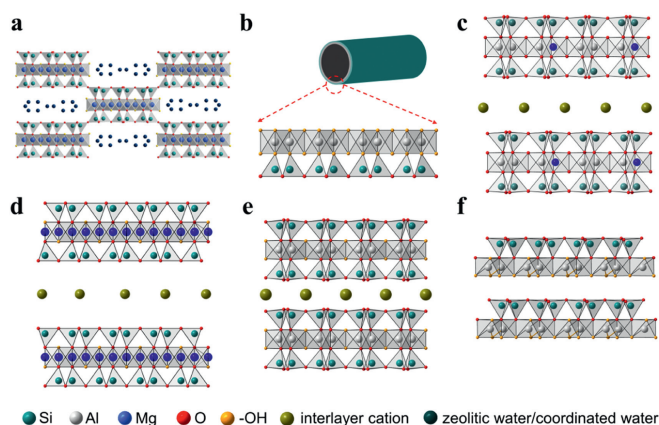 a
b
c
d
e
f
Si Al Mg O -OH interlayer cation zeolitic water/coordinated water